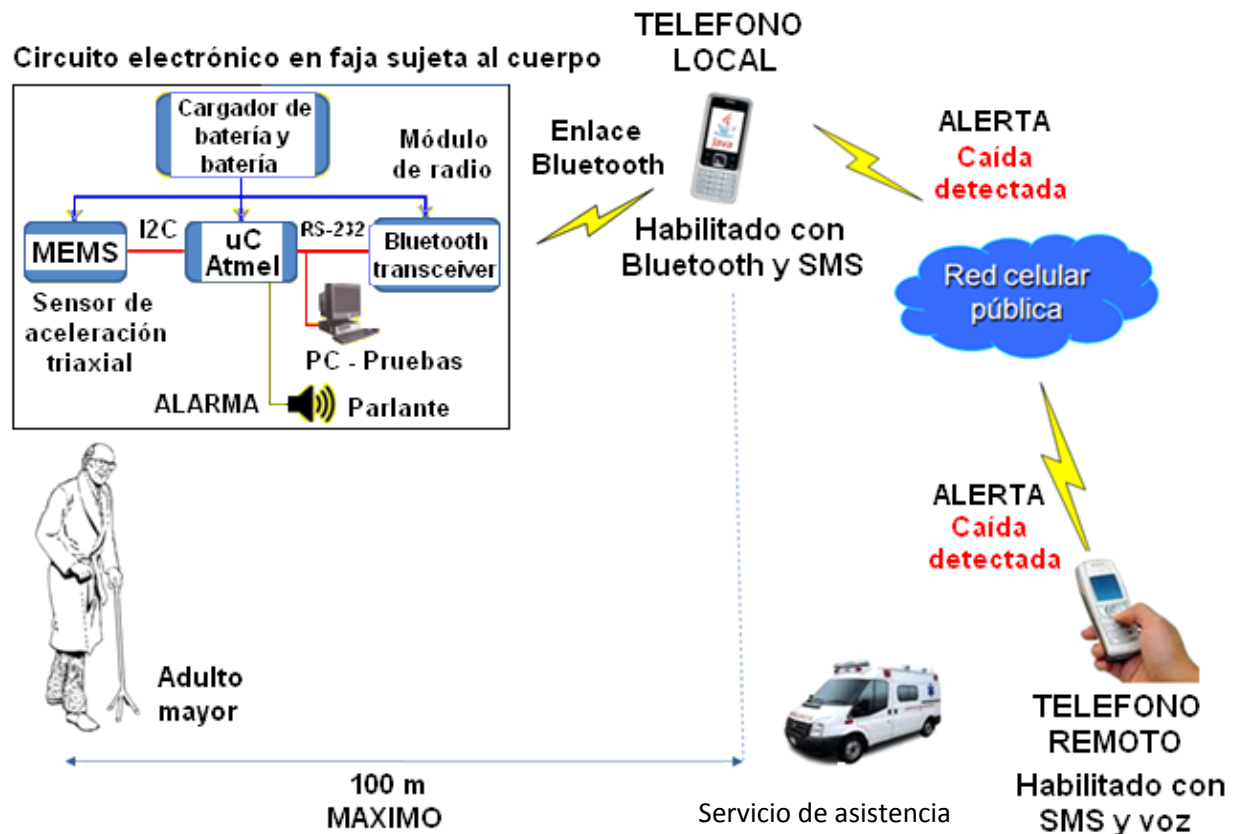 Circuito electrónico en faja sujeta al cuerpo
Cargador de
batería y
batería
Módulo
de radio
MEMS
I2C
uC
Atmel
RS-232
Bluetooth
transceiver
Sensor de
aceleración
triaxial
PC - Pruebas
ALARMA
Parlante
Adulto
mayor
100 m
MAXIMO
Enlace
Bluetooth
TELEFONO
LOCAL
Java
Habilitado con
Bluetooth y SMS
ALERTA
Caída
detectada
Red celular
pública
ALERTA
Caída
detectada
TELEFONO
REMOTO
Habilitado con
SMS y voz
Servicio de asistencia